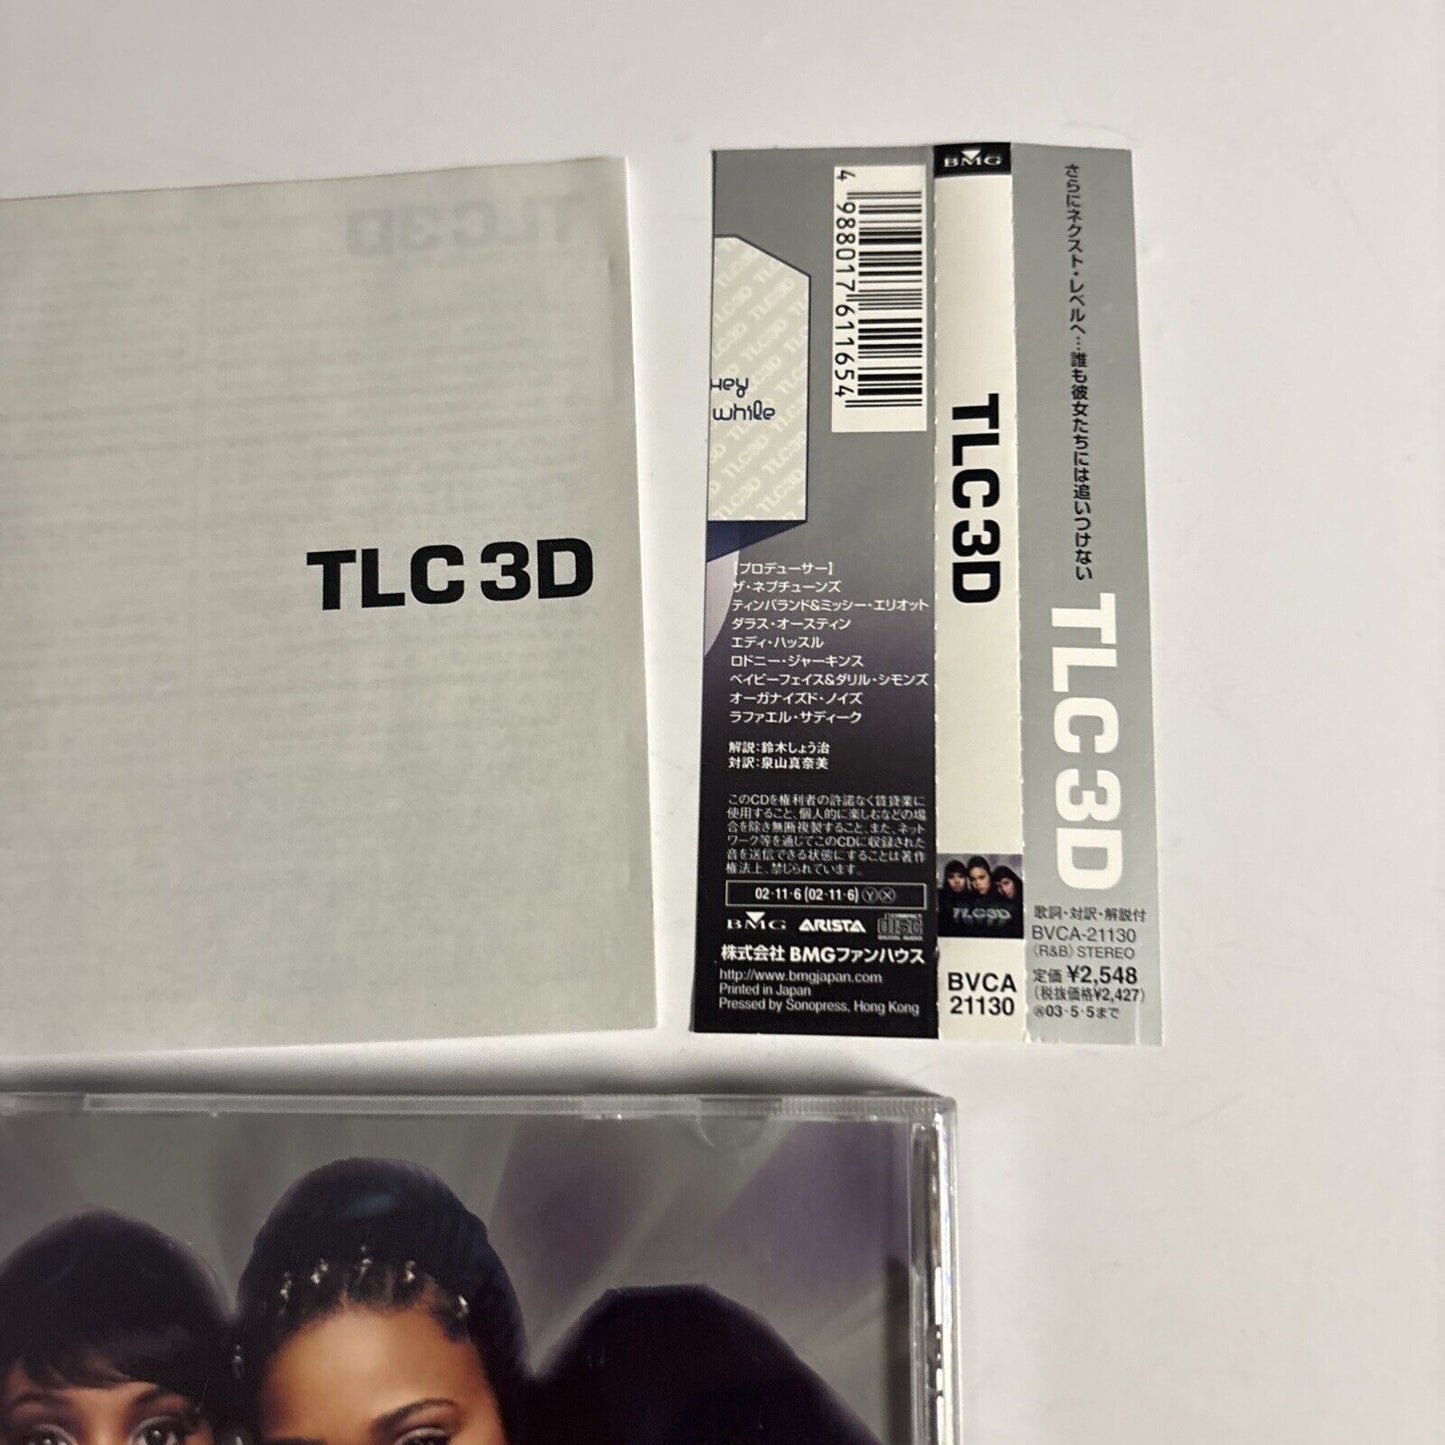 TLC 3D
TLC 3D
4 988017 611654
Hey
while
TLC3D TLC3D TLC3D
【プロデューサー】
ザ・ネプチューンズ
ティンバランド&ミッシー・エリオット
ダラス・オースティン
エディ・ハッスル
ロドニー・ジャーキンス
ベイビーフェイス&ダリル・シモンズ
オーガナイズド・ノイズ
ラファエル・サディーク
解説:鈴木しょう治
対訳:泉山真奈美
このCDを権利者の許諾なく賃貸業に
使用すること、個人的に楽しむなどの場
合を除き無断複製すること、また、ネット
ワーク等を通じてこのCDに収録された
音を送信できる状態にすることは著作
権法上、禁じられています。
02・11・6 (02・11・6) Ⓨ Ⓧ
BMG ARISTA COMPACT disc DIGITAL AUDIO
株式会社 BMGファンハウス
http://www.bmgjapan.com
Printed in Japan
Pressed by Sonopress, Hong Kong
BMG
TLC 3D
TLC3D
BVCA
21130
さらにネクスト・レベルへ…誰も彼女たちには追いつけない
TLC 3D
歌詞・対訳・解説付
BVCA-21130
〈R&B〉STEREO
定価 ¥2,548
(税抜価格¥2,427)
03・5・5まで